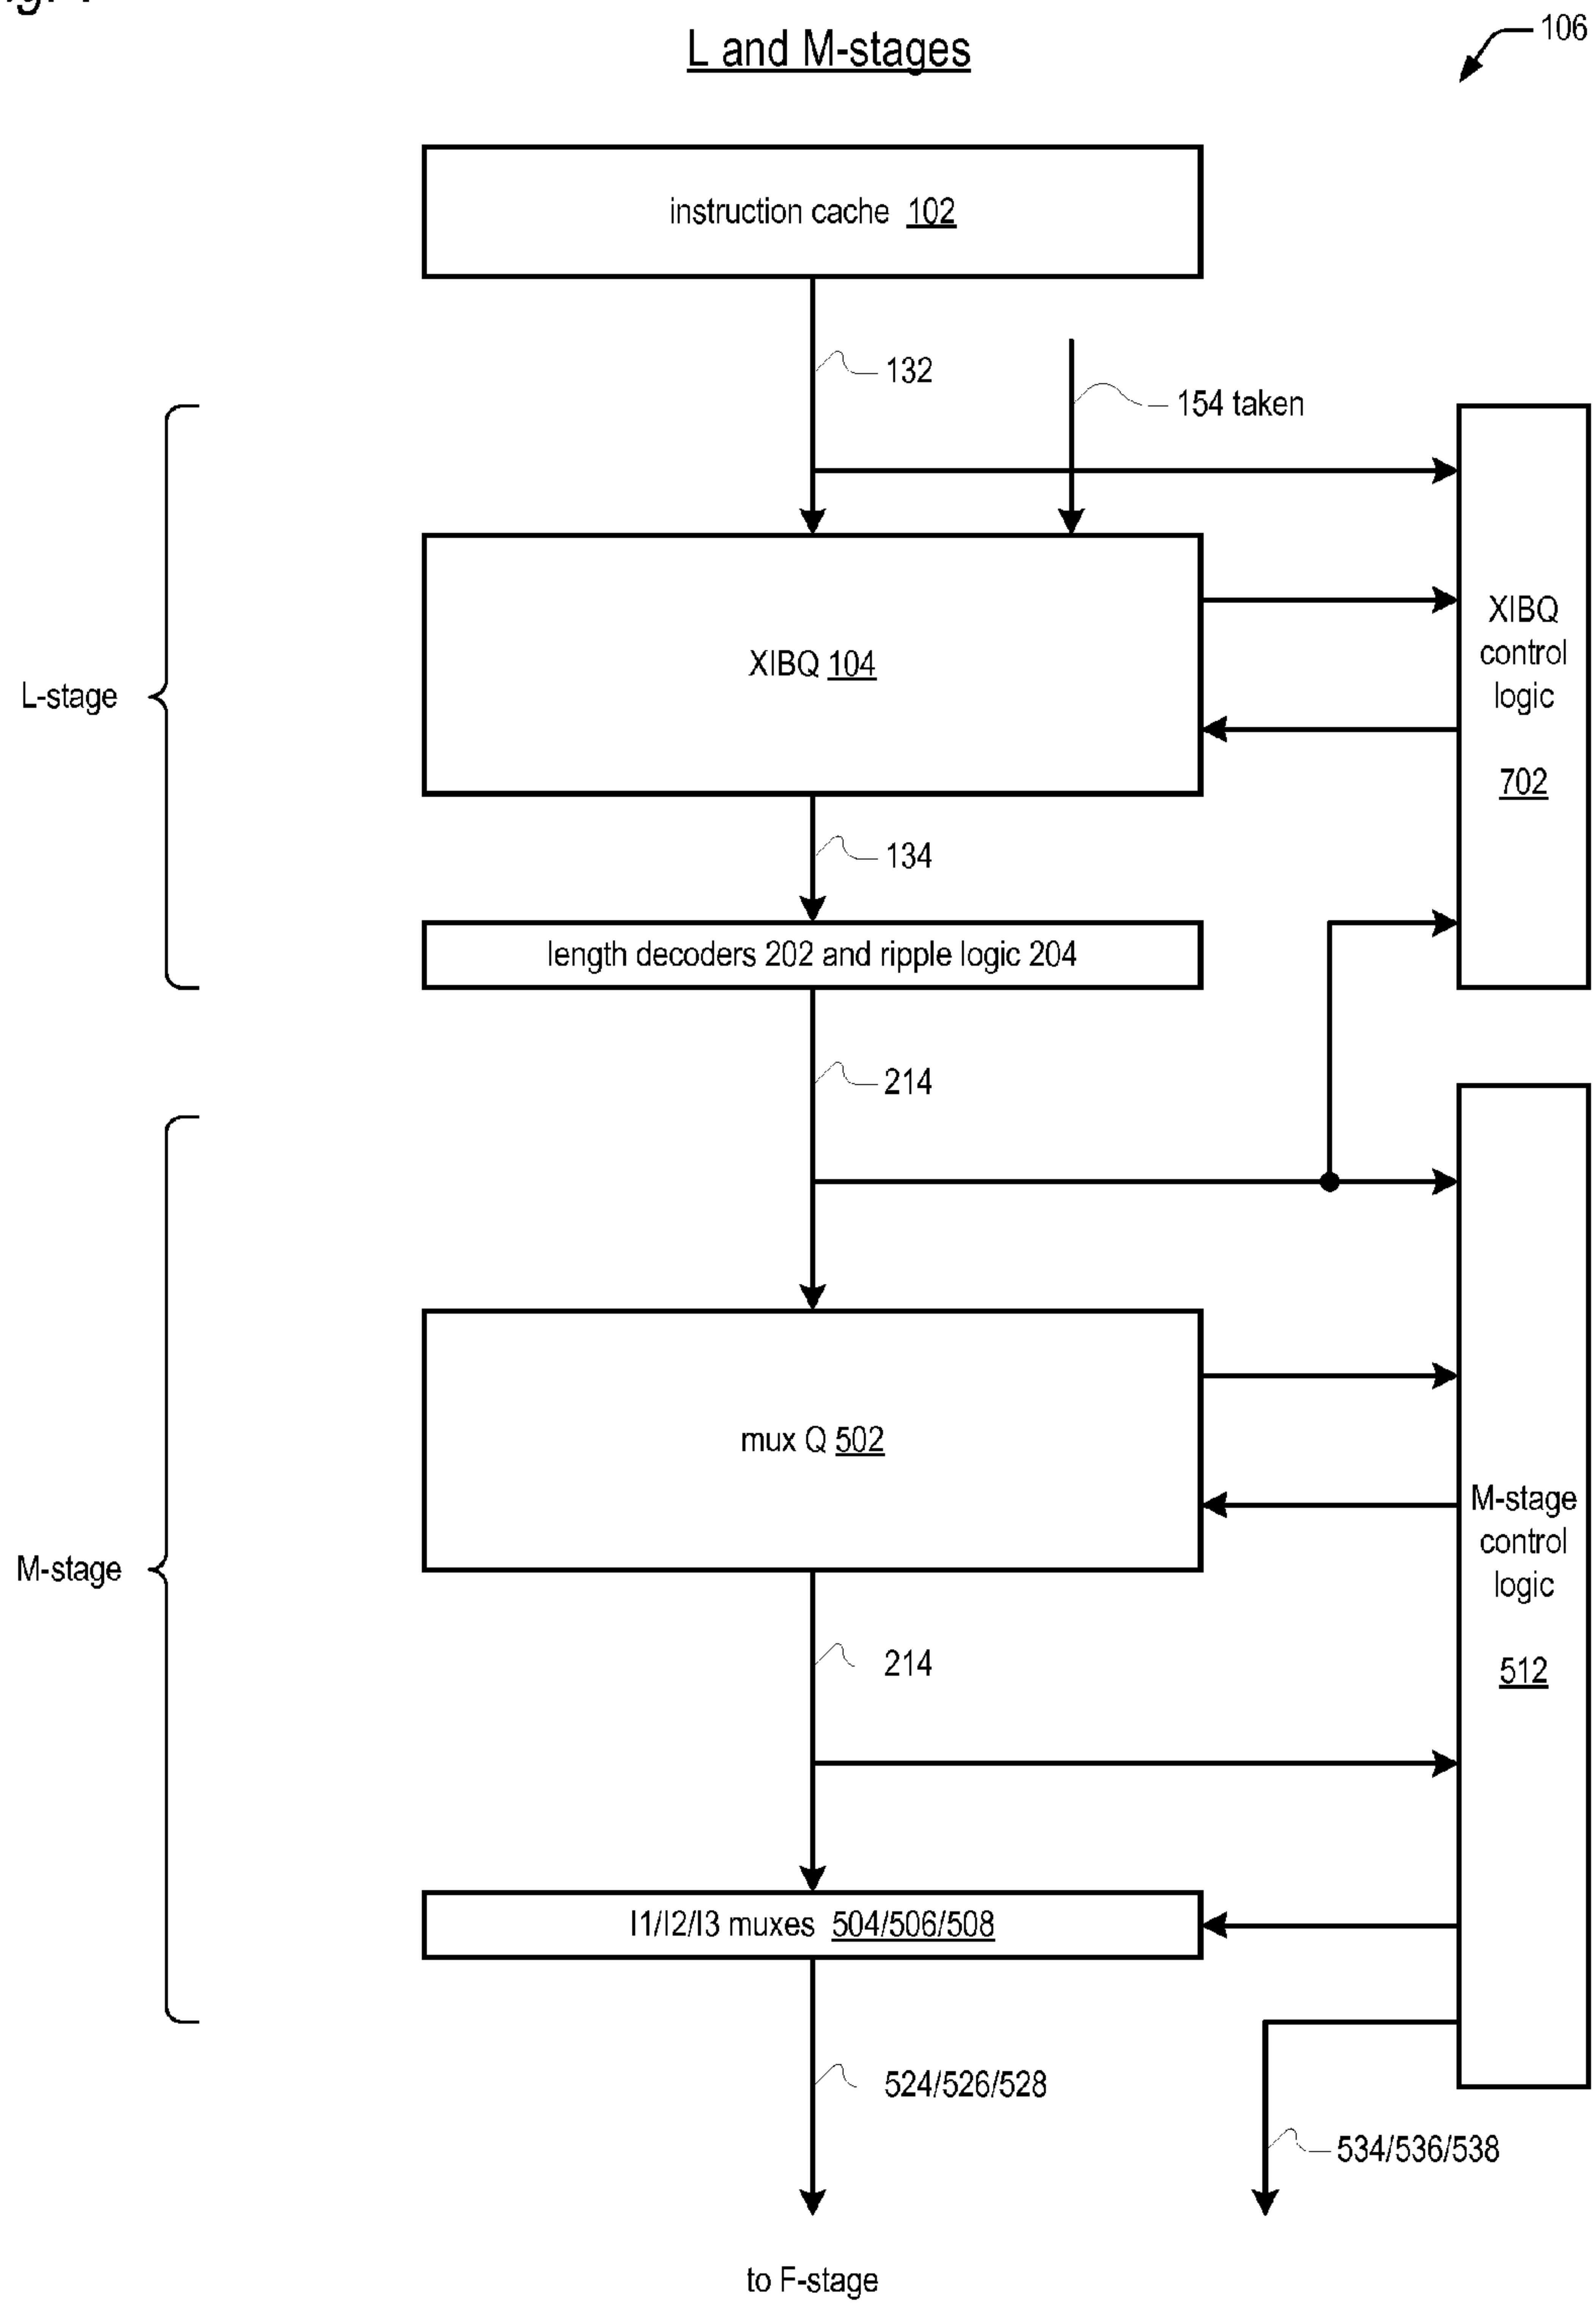 L and M-stages
106
instruction cache 102
132
154 taken
XIBQ 104
XIBQ
control
logic
702
L-stage
134
length decoders 202 and ripple logic 204
214
mux Q 502
M-stage
control
logic
512
M-stage
214
I1/I2/I3 muxes 504/506/508
524/526/528
534/536/538
to F-stage